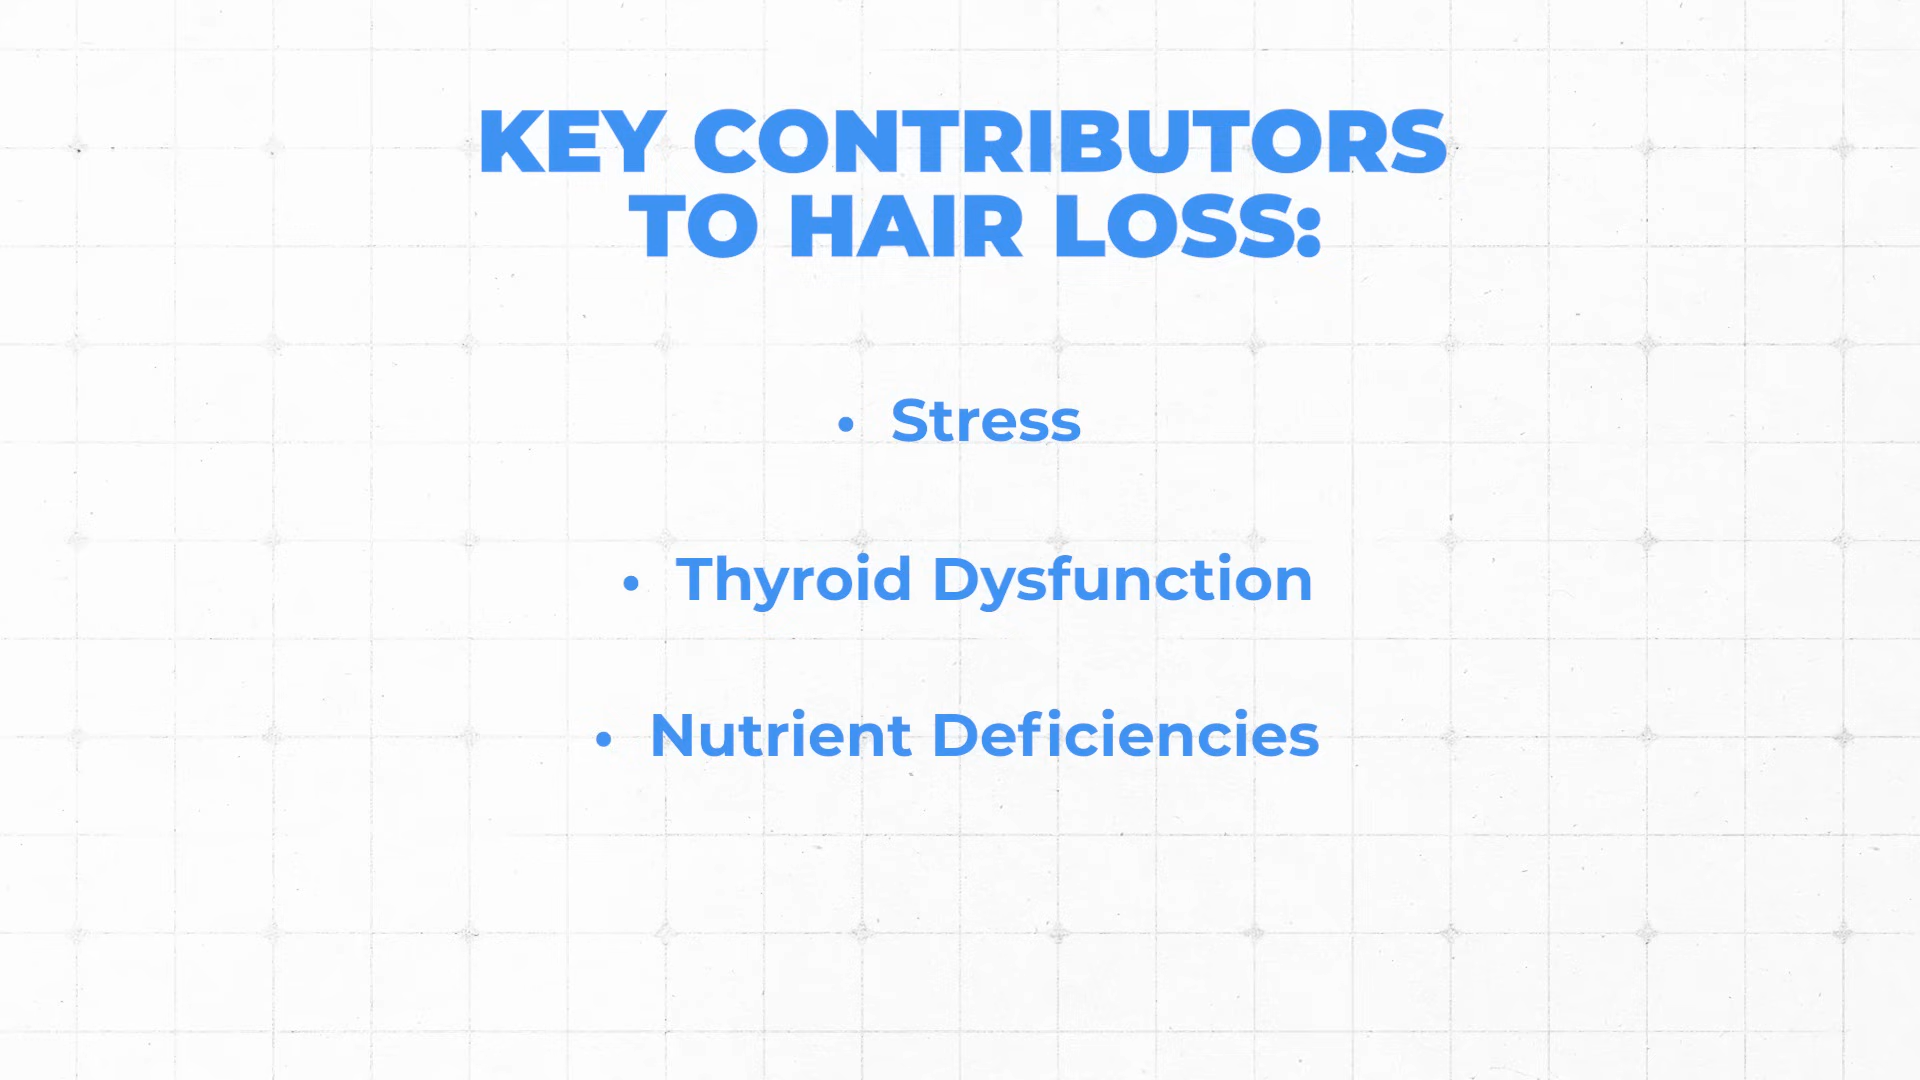 KEY CONTRIBUTORS
TO HAIR LOSS:
• Stress
• Thyroid Dysfunction
• Nutrient Deficiencies